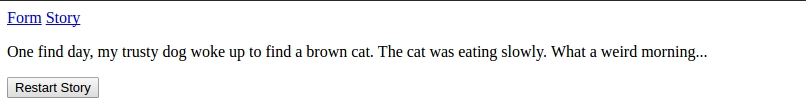 Form Story
One find day, my trusty dog woke up to find a brown cat. The cat was eating slowly. What a weird morning...
Restart Story